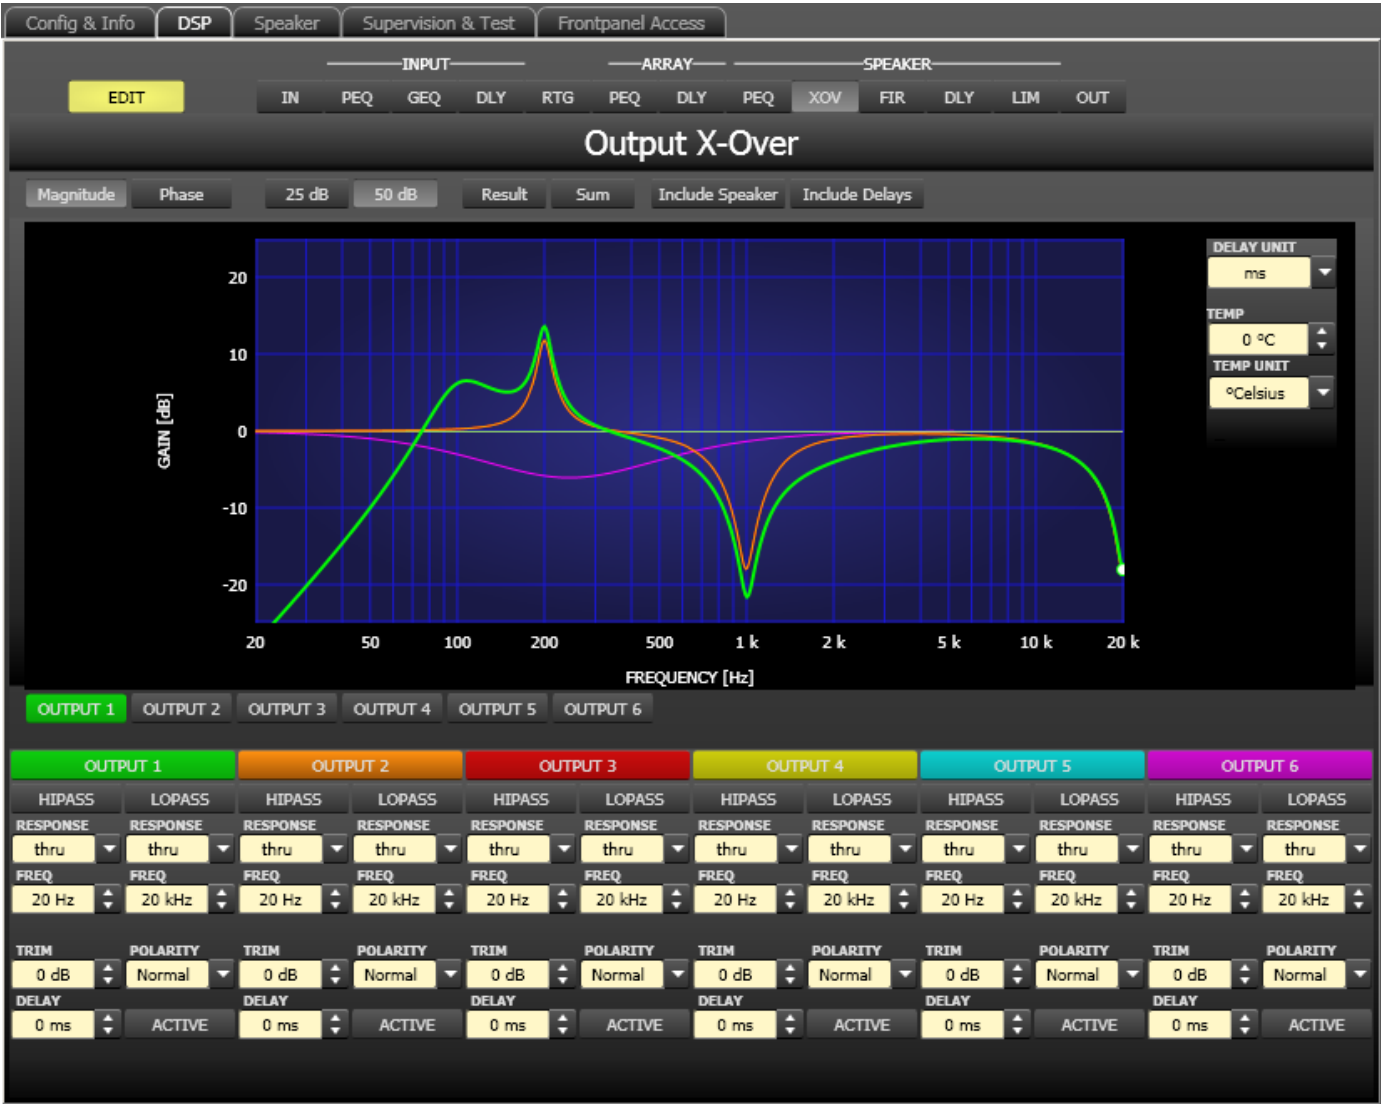 Config & Info DSP Speaker Supervision & Test Frontpanel Access
INPUT ARRAY SPEAKER
EDIT IN PEQ GEQ DLY RTG PEQ DLY PEQ XOV FIR DLY LIM OUT
Output X-Over
Magnitude Phase 25 dB 50 dB Result Sum Include Speaker Include Delays
DELAY UNIT
ms
TEMP
0 °C
TEMP UNIT
°Celsius
GAIN [dB]
20
10
0
-10
-20
20 50 100 200 500 1 k 2 k 5 k 10 k 20 k
FREQUENCY [Hz]
OUTPUT 1 OUTPUT 2 OUTPUT 3 OUTPUT 4 OUTPUT 5 OUTPUT 6
OUTPUT 1 OUTPUT 2 OUTPUT 3 OUTPUT 4 OUTPUT 5 OUTPUT 6
HIPASS LOPASS HIPASS LOPASS HIPASS LOPASS HIPASS LOPASS HIPASS LOPASS HIPASS LOPASS
RESPONSE RESPONSE RESPONSE RESPONSE RESPONSE RESPONSE RESPONSE RESPONSE RESPONSE RESPONSE RESPONSE RESPONSE
thru thru thru thru thru thru thru thru thru thru thru thru
FREQ FREQ FREQ FREQ FREQ FREQ FREQ FREQ FREQ FREQ FREQ FREQ
20 Hz 20 kHz 20 Hz 20 kHz 20 Hz 20 kHz 20 Hz 20 kHz 20 Hz 20 kHz 20 Hz 20 kHz
TRIM POLARITY TRIM POLARITY TRIM POLARITY TRIM POLARITY TRIM POLARITY TRIM POLARITY
0 dB Normal 0 dB Normal 0 dB Normal 0 dB Normal 0 dB Normal 0 dB Normal
DELAY DELAY DELAY DELAY DELAY DELAY
0 ms ACTIVE 0 ms ACTIVE 0 ms ACTIVE 0 ms ACTIVE 0 ms ACTIVE 0 ms ACTIVE